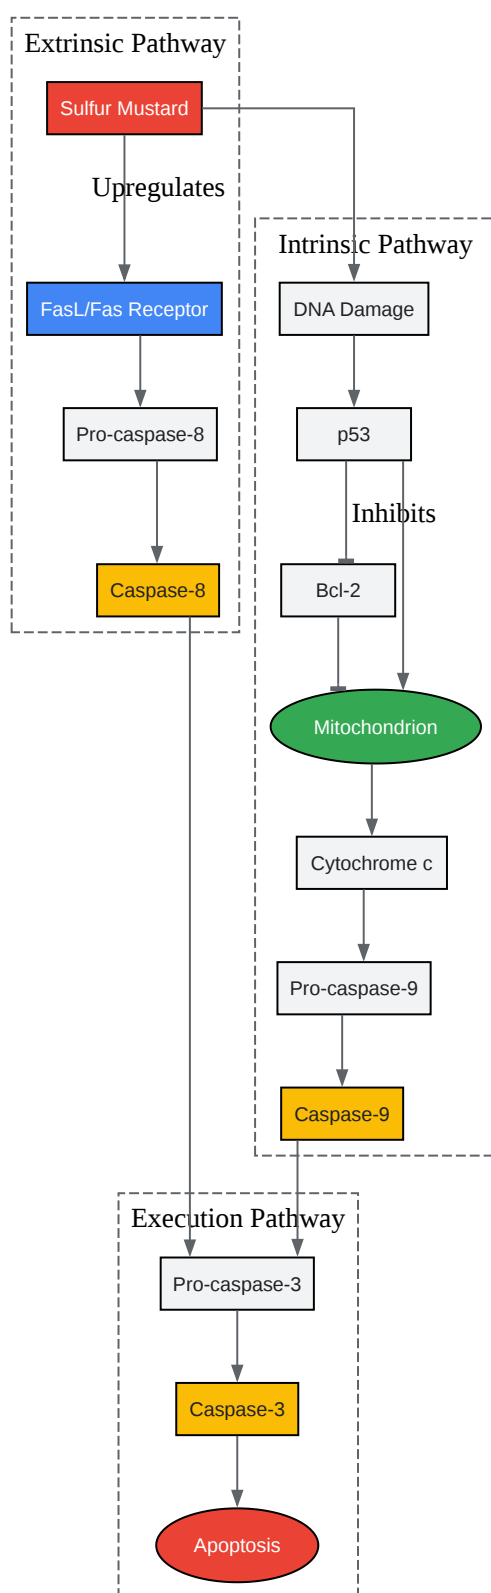 Extrinsic Pathway
Sulfur Mustard
Upregulates
FasL/Fas Receptor
Pro-caspase-8
Caspase-8
Intrinsic Pathway
DNA Damage
p53
Inhibits
Bcl-2
Mitochondrion
Cytochrome c
Pro-caspase-9
Caspase-9
Execution Pathway
Pro-caspase-3
Caspase-3
Apoptosis